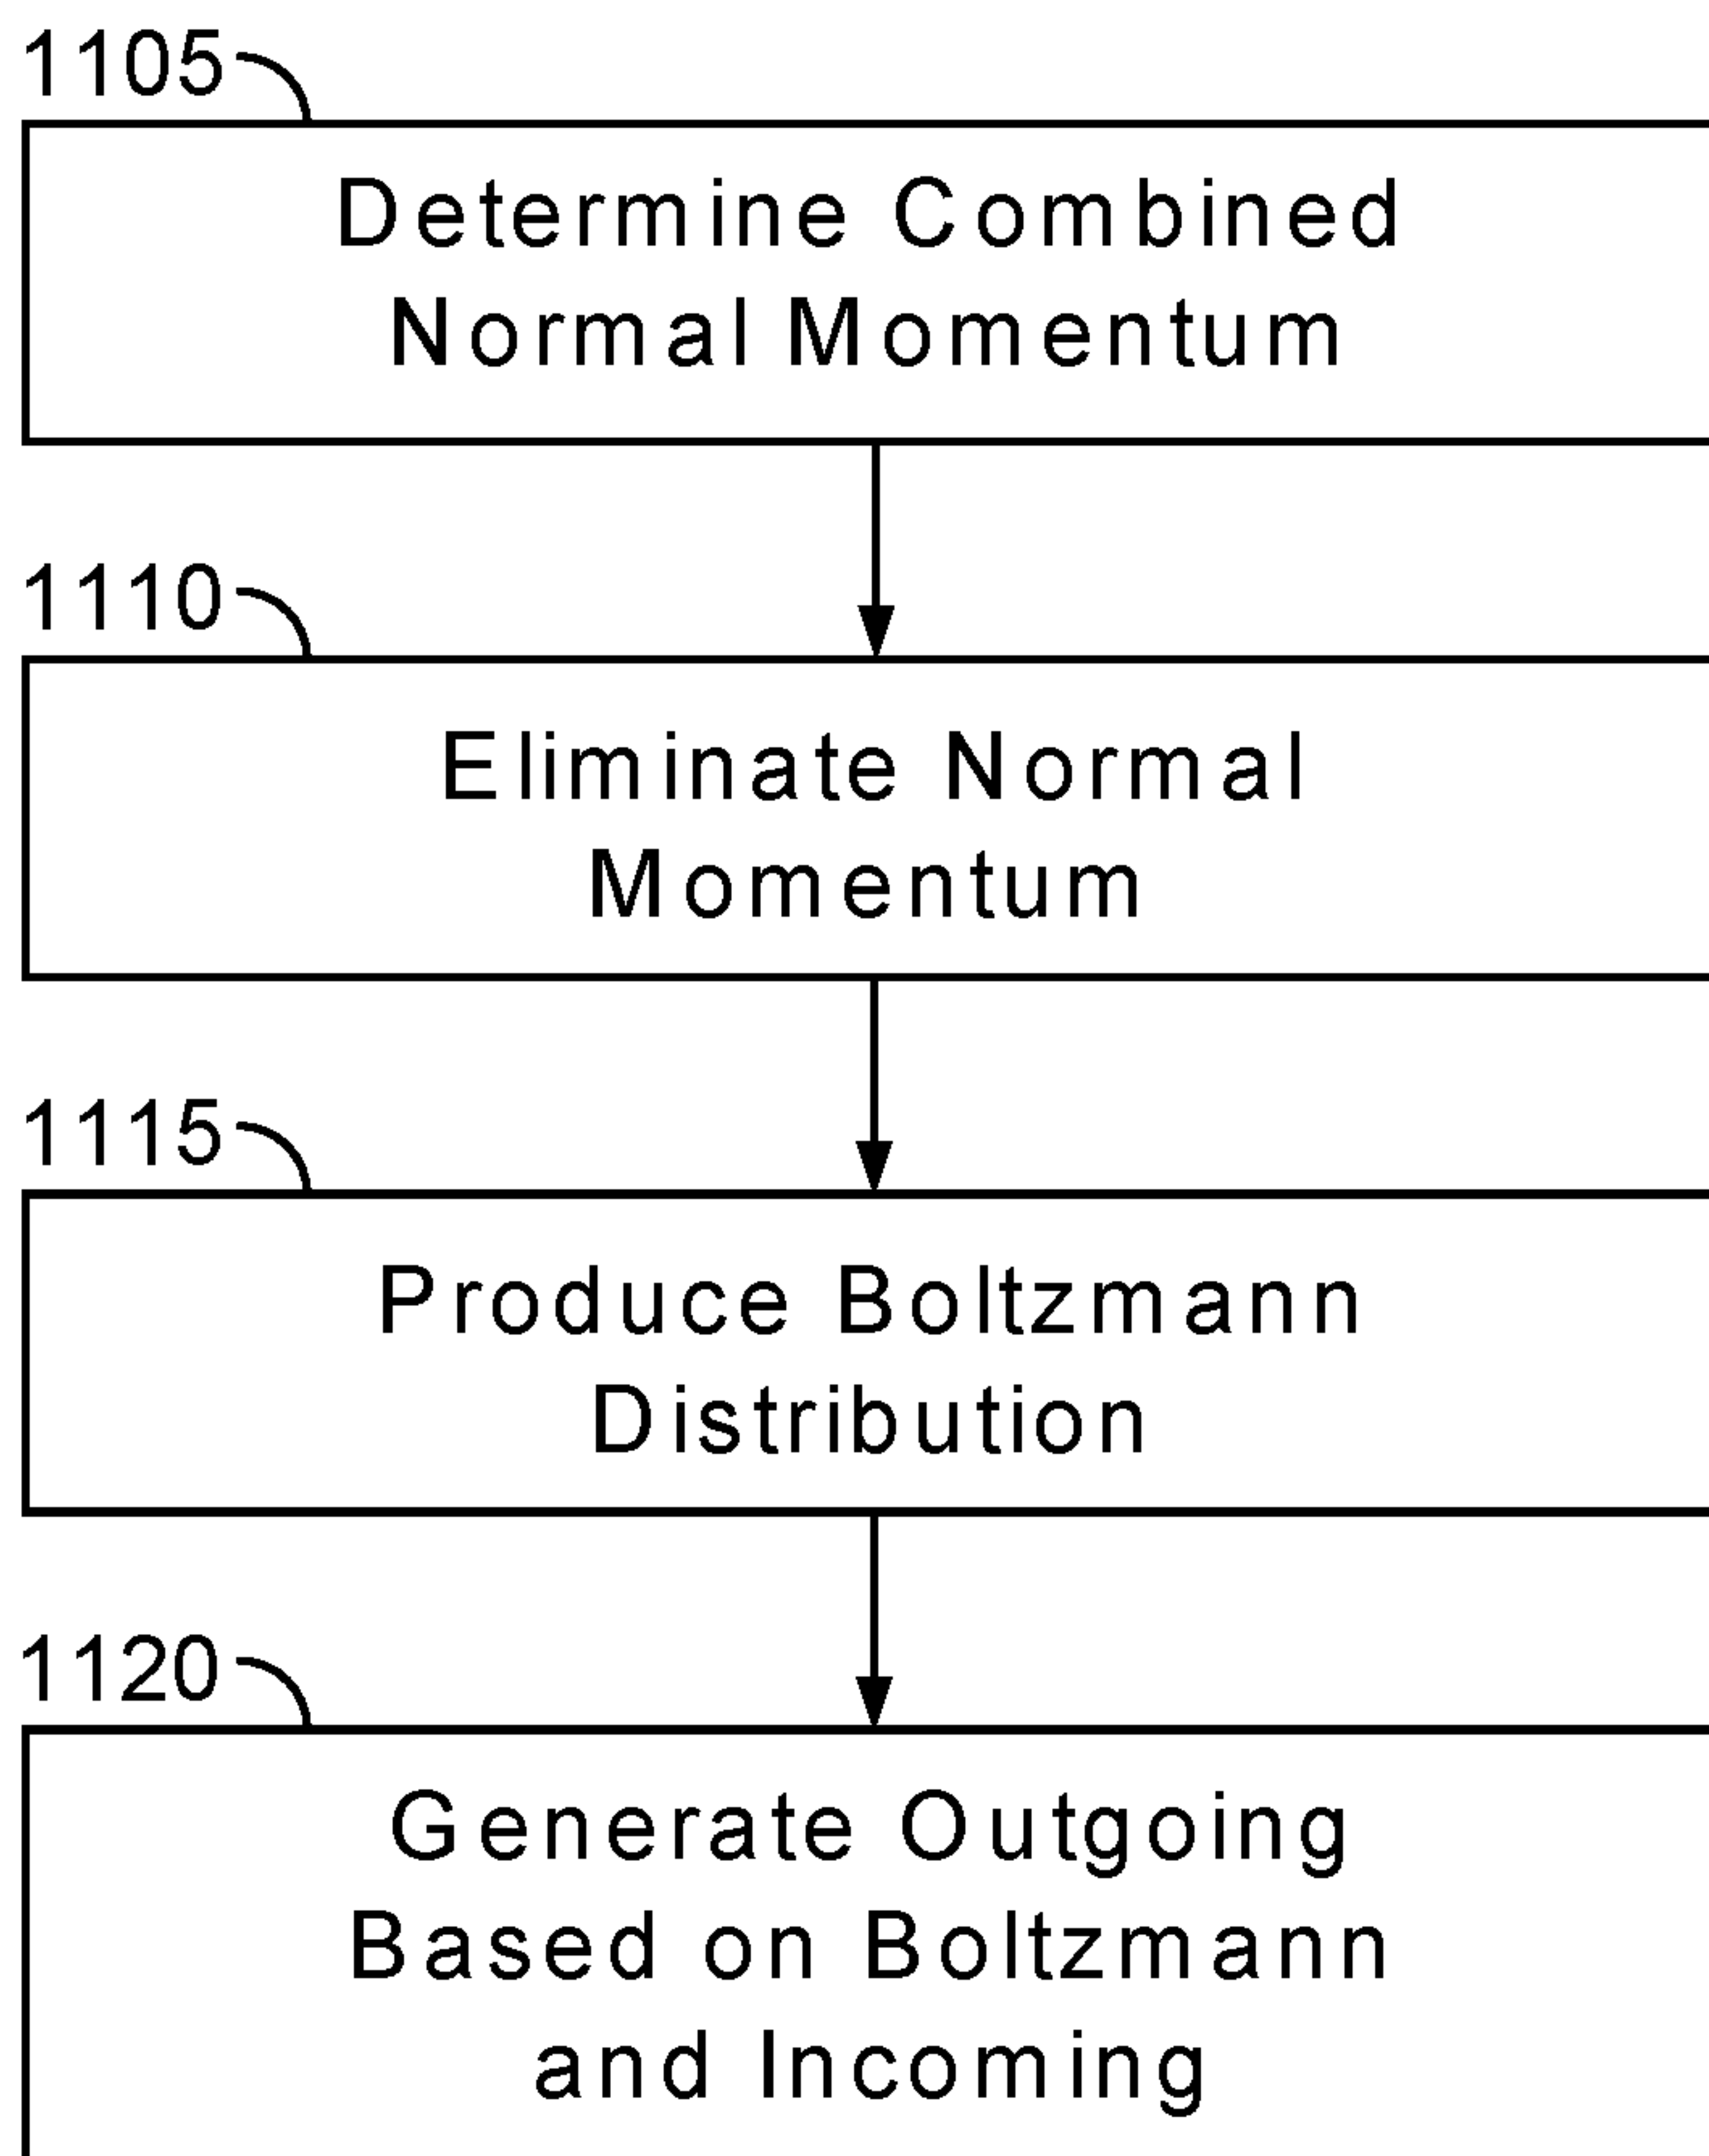 1105
Determine Combined
Normal Momentum
1110
Eliminate Normal
Momentum
1115
Produce Boltzmann
Distribution
1120
Generate Outgoing
Based on Boltzmann
and Incoming